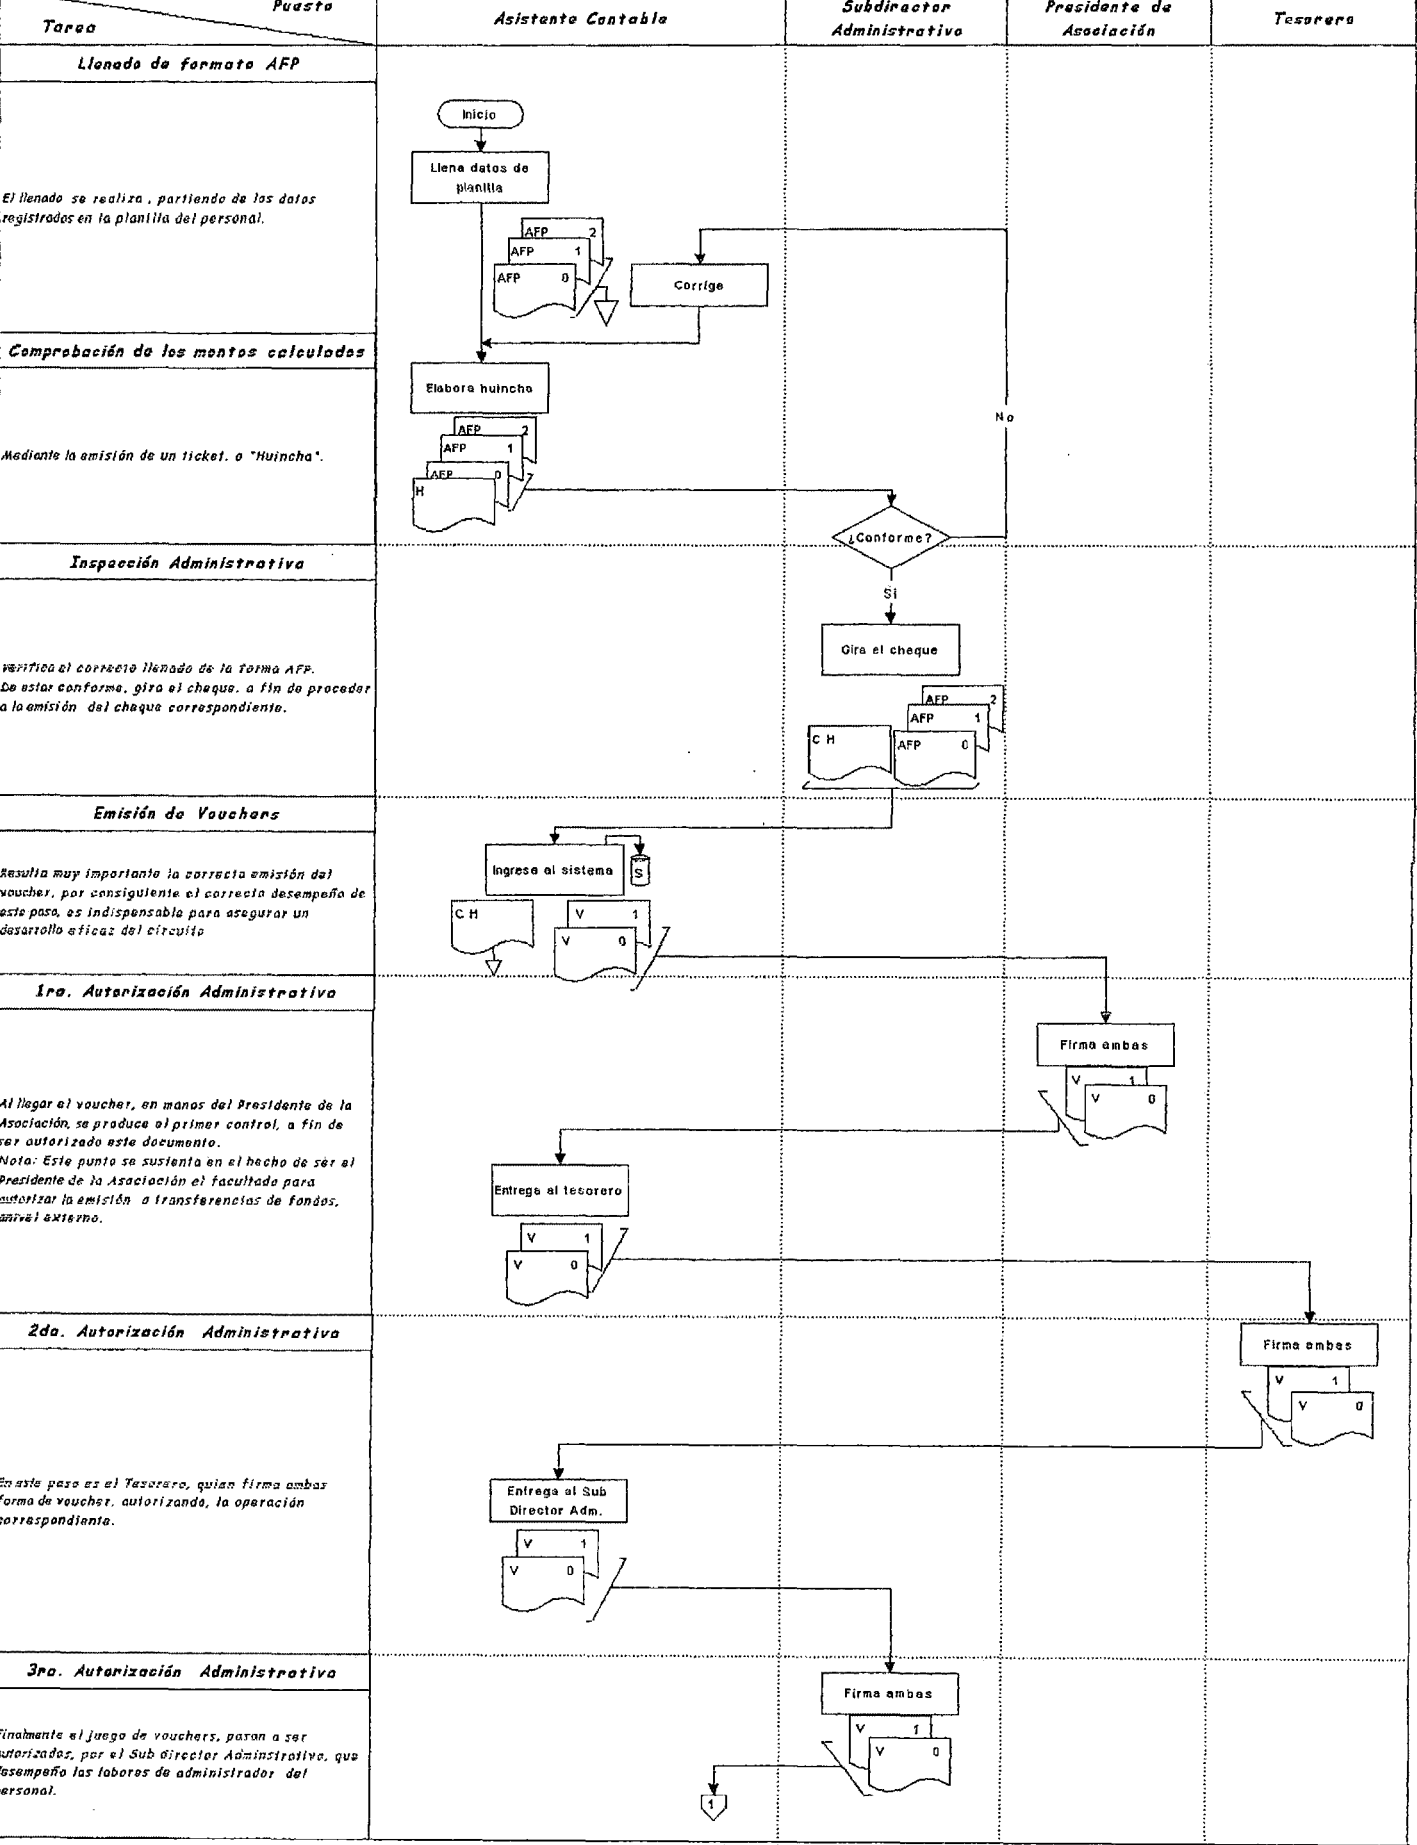 Puesto
Tarea
Asistente Contable
Subdirector
Administrativo
Presidente de
Asociación
Tesorero
Llenado de formato AFP
Inicio
Llena datos de
planilla
El llenado se realiza , partiendo de los datos
registrados en la planilla del personal.
AFP 2
AFP 1
AFP 0
Corrige
Comprobación de los montos calculados
Elabora huincha
No
Mediante la emisión de un ticket. o "Huincha".
AFP 2
AFP 1
AFP 0
H
¿Conforme?
Inspección Administrativa
Si
Gira el cheque
verifica el correcto llenado de la forma AFP.
De estar conforme, gira el cheque. a fin de proceder
a la emisión del cheque correspondiente.
AFP 2
AFP 1
C H
AFP 0
Emisión de Vouchers
Ingresa al sistema
S
Resulta muy importante la correcta emisión del
voucher, por consiguiente el correcto desempeño de
este paso, es indispensable para asegurar un
desarrollo eficaz del circuito
C H
V 1
V 0
1ra. Autorización Administrativa
Firma ambas
V 1
V 0
Al llegar el voucher, en manos del Presidente de la
Asociación, se produce el primer control, a fin de
ser autorizado este documento.
Nota: Este punto se sustenta en el hecho de ser el
Presidente de la Asociación el facultado para
autorizar la emisión o transferencias de fondos,
anivel externo.
Entrega al tesorero
V 1
V 0
2da. Autorización Administrativa
Firma ambas
V 1
V 0
En este paso es el Tesorero, quien firma ambas
forma de voucher. autorizando, la operación
correspondiente.
Entrega al Sub
Director Adm.
V 1
V 0
3ra. Autorización Administrativa
Firma ambas
V 1
V 0
Finalmente el juego de vouchers, pasan a ser
autorizados, por el Sub director Adminstrativo, que
desempeña las labores de administrador del
personal.
1